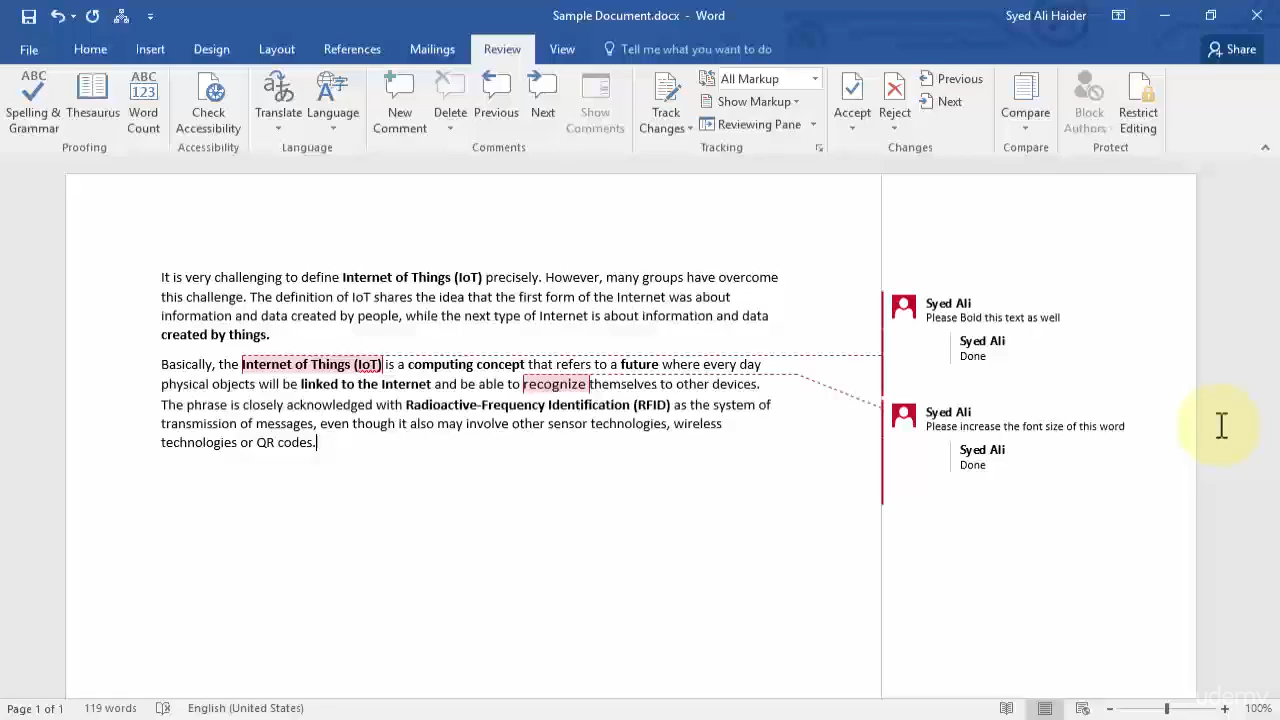 Sample Document.docx - Word
Syed Ali Haider
File Home Insert Design Layout References Mailings Review View Tell me what you want to do Share
Spelling & Grammar
Thesaurus
Word Count
Check Accessibility
Translate
Language
New Comment
Delete
Previous
Next
Show Comments
Track Changes
All Markup
Show Markup
Reviewing Pane
Accept
Reject
Previous
Next
Compare
Block Authors
Restrict Editing
Proofing Accessibility Language Comments Tracking Changes Compare Protect
It is very challenging to define Internet of Things (IoT) precisely. However, many groups have overcome
this challenge. The definition of IoT shares the idea that the first form of the Internet was about
information and data created by people, while the next type of Internet is about information and data
created by things.
Basically, the Internet of Things (IoT) is a computing concept that refers to a future where every day
physical objects will be linked to the Internet and be able to recognize themselves to other devices.
The phrase is closely acknowledged with Radioactive-Frequency Identification (RFID) as the system of
transmission of messages, even though it also may involve other sensor technologies, wireless
technologies or QR codes.
Syed Ali
Please Bold this text as well
Syed Ali
Done
Syed Ali
Please increase the font size of this word
Syed Ali
Done
Page 1 of 1 119 words English (United States) 100%
udemy